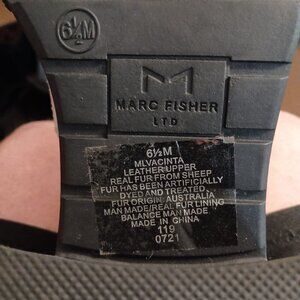 6½M
M
MARC FISHER
LTD
6½M
MLVACINTA
LEATHER UPPER
REAL FUR FROM SHEEP
FUR HAS BEEN ARTIFICIALLY
DYED AND TREATED
FUR ORIGIN: AUSTRALIA
MAN MADE/REAL FUR LINING
BALANCE MAN MADE
MADE IN CHINA
119
0721